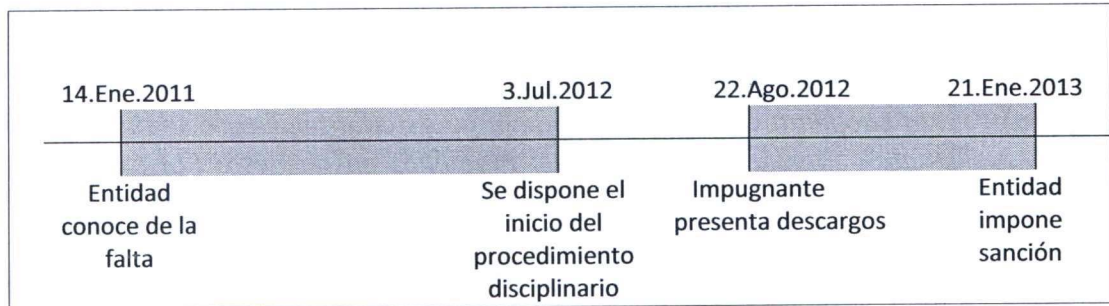 14.Ene.2011
3.Jul.2012
22.Ago.2012
21.Ene.2013
Entidad
conoce de la
falta
Se dispone el
inicio del
procedimiento
disciplinario
Impugnante
presenta descargos
Entidad
impone
sanción